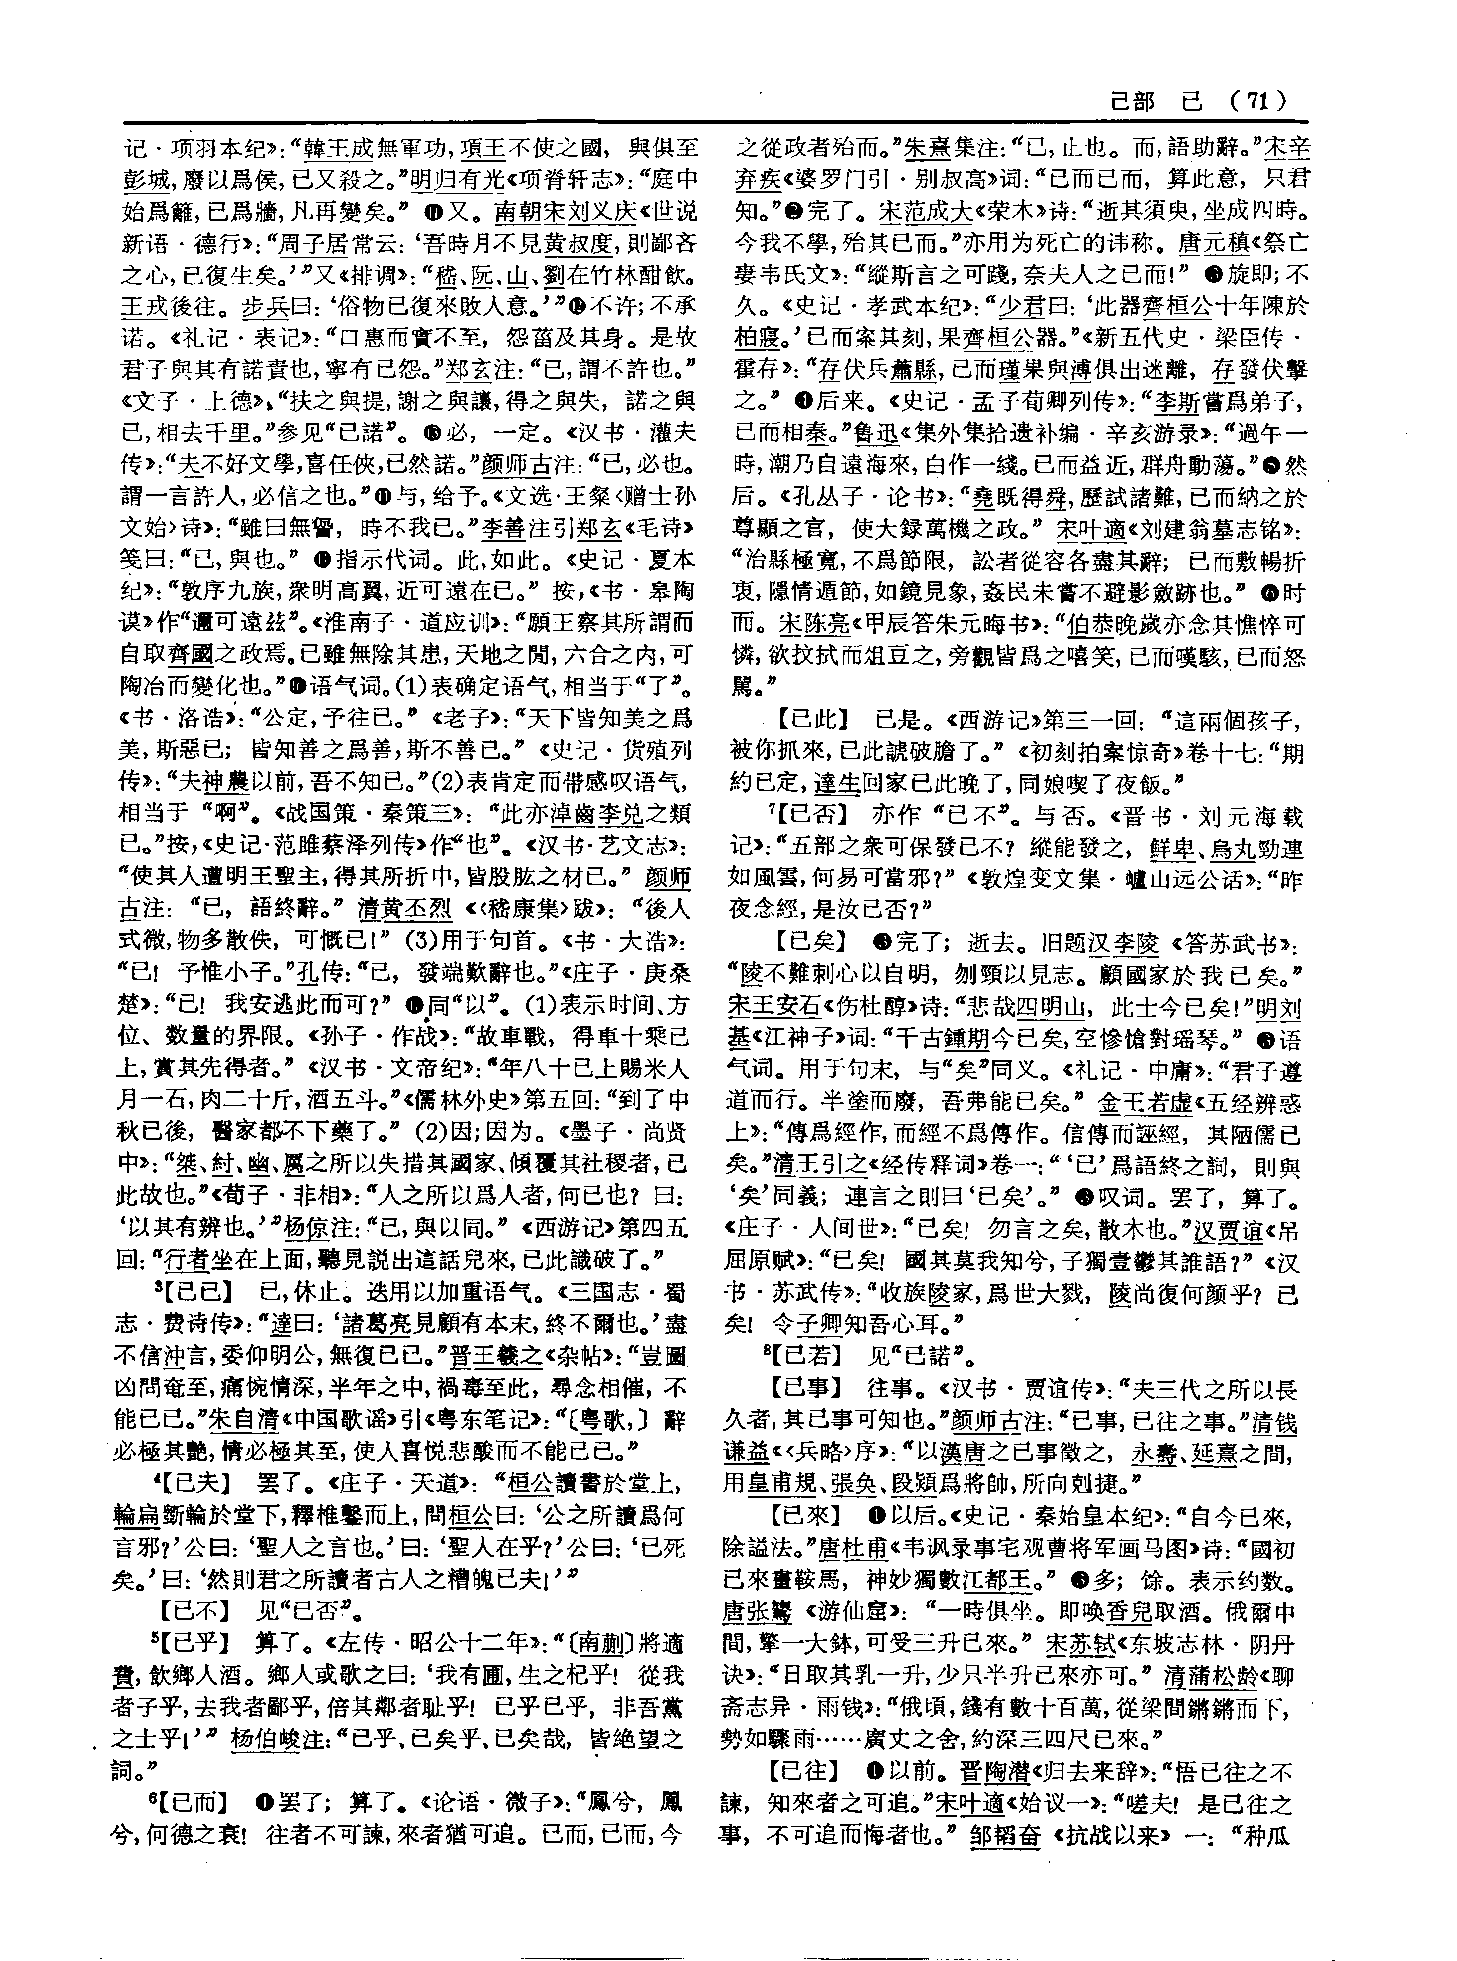 己部 已 (71)
记·项羽本纪》：“韓王成無軍功，項王不使之國，與俱至
彭城，廢以爲侯，已又殺之。”明归有光《项脊轩志》：“庭中
始爲籬，已爲牆，凡再變矣。” ⓫又。南朝宋刘义庆《世说
新语·德行》：“周子居常云：‘吾時月不見黄叔度，則鄙吝
之心，已復生矣。’”又《排调》：“嵇、阮、山、劉在竹林酣飲。
王戎後往。步兵曰：‘俗物已復來敗人意。’”⓬不许；不承
诺。《礼记·表记》：“口惠而實不至，怨菑及其身。是故
君子與其有諾責也，寧有已怨。”郑玄注：“已，謂不許也。”
《文子·上德》：“扶之與提，謝之與讓，得之與失，諾之與
已，相去千里。”参见“已諾”。⓭必，一定。《汉书·灌夫
传》：“夫不好文學，喜任俠，已然諾。”颜师古注：“已，必也。
謂一言許人，必信之也。”⓮与，给予。《文选·王粲〈赠士孙
文始〉诗》：“雖曰無𠐤，時不我已。”李善注引郑玄《毛诗》
笺曰：“已，與也。” ⓯指示代词。此，如此。《史记·夏本
纪》：“敦序九族，衆明高翼，近可遠在已。” 按，《书·皋陶
谟》作“邇可遠兹”。《淮南子·道应训》：“願王察其所謂而
自取齊國之政焉。已雖無除其患，天地之間，六合之内，可
陶冶而變化也。”⓰语气词。(1)表确定语气，相当于“了”。
《书·洛诰》：“公定，予往已。” 《老子》：“天下皆知美之爲
美，斯惡已；皆知善之爲善，斯不善已。” 《史记·货殖列
传》：“夫神農以前，吾不知已。”(2)表肯定而带感叹语气，
相当于“啊”。《战国策·秦策三》：“此亦淖齒李兑之類
已。”按，《史记·范雎蔡泽列传》作“也”。《汉书·艺文志》：
“使其人遭明王聖主，得其所折中，皆股肱之材已。” 颜师
古注：“已，語終辭。” 清黄丕烈《〈嵇康集〉跋》：“後人
式微，物多散佚，可慨已！” (3)用于句首。《书·大诰》：
“已！予惟小子。”孔传：“已，發端歎辭也。”《庄子·庚桑
楚》：“已！我安逃此而可？” ⓱同“以”。(1)表示时间、方
位、数量的界限。《孙子·作战》：“故車戰，得車十乘已
上，賞其先得者。” 《汉书·文帝纪》：“年八十已上賜米人
月一石，肉二十斤，酒五斗。”《儒林外史》第五回：“到了中
秋已後，醫家都不下藥了。” (2)因；因为。《墨子·尚贤
中》：“桀、紂、幽、厲之所以失措其國家、傾覆其社稷者，已
此故也。”《荀子·非相》：“人之所以爲人者，何已也？曰：
‘以其有辨也。’”杨倞注：“已，與以同。” 《西游记》第四五
回：“行者坐在上面，聽見説出這話兒來，已此識破了。”
³【已已】 已，休止。迭用以加重语气。《三国志·蜀
志·费诗传》：“達曰：‘諸葛亮見顧有本末，終不爾也。’盡
不信沖言，委仰明公，無復已已。”晋王羲之《杂帖》：“豈圖
凶問奄至，痛惋情深，半年之中，禍毒至此，尋念相催，不
能已已。”朱自清《中国歌谣》引《粤东笔记》：“〔粤歌，〕辭
必極其艷，情必極其至，使人喜悦悲酸而不能已已。”
⁴【已夫】 罢了。《庄子·天道》：“桓公讀書於堂上，
輪扁斲輪於堂下，釋椎鑿而上，問桓公曰：‘公之所讀爲何
言邪？’公曰：‘聖人之言也。’曰：‘聖人在乎？’公曰：‘已死
矣。’曰：‘然則君之所讀者古人之糟魄已夫！’”
【已不】 见“已否”。
⁵【已乎】 算了。《左传·昭公十二年》：“〔南蒯〕將適
費，飲鄉人酒。鄉人或歌之曰：‘我有圃，生之杞乎！從我
者子乎，去我者鄙乎，倍其鄰者耻乎！已乎已乎，非吾黨
之士乎！’” 杨伯峻注：“已乎、已矣乎、已矣哉，皆絶望之
詞。”
⁶【已而】 ❶罢了；算了。《论语·微子》：“鳳兮，鳳
兮，何德之衰！往者不可諫，來者猶可追。已而，已而，今
之從政者殆而。”朱熹集注：“已，止也。而，語助辭。”宋辛
弃疾《婆罗门引·别叔高》词：“已而已而，算此意，只君
知。”❷完了。宋范成大《荣木》诗：“逝其須臾，坐成四時。
今我不學，殆其已而。”亦用为死亡的讳称。唐元稹《祭亡
妻韦氏文》：“縱斯言之可踐，奈夫人之已而！” ❸旋即；不
久。《史记·孝武本纪》：“少君曰：‘此器齊桓公十年陳於
柏寢。’已而案其刻，果齊桓公器。”《新五代史·梁臣传·
霍存》：“存伏兵蕭縣，已而瑾果與溥俱出迷離，存發伏擊
之。” ❹后来。《史记·孟子荀卿列传》：“李斯嘗爲弟子，
已而相秦。”鲁迅《集外集拾遗补编·辛亥游录》：“過午一
時，潮乃自遠海來，白作一綫。已而益近，群舟動蕩。”❺然
后。《孔丛子·论书》：“堯既得舜，歷試諸難，已而納之於
尊顯之官，使大録萬機之政。” 宋叶適《刘建翁墓志铭》：
“治縣極寬，不爲節限，訟者從容各盡其辭；已而敷暢折
衷，隱情遁節，如鏡見象，姦民未嘗不避影斂跡也。” ❻时
而。宋陈亮《甲辰答朱元晦书》：“伯恭晚歲亦念其憔悴可
憐，欲抆拭而俎豆之，旁觀皆爲之嘻笑，已而嘆駭，已而怒
駡。”
【已此】 已是。《西游记》第三一回：“這兩個孩子，
被你抓來，已此諕破膽了。” 《初刻拍案惊奇》卷十七：“期
約已定，達生回家已此晚了，同娘喫了夜飯。”
⁷【已否】 亦作“已不”。与否。《晋书·刘元海载
记》：“五部之衆可保發已不？縱能發之，鮮卑、烏丸勁速
如風雲，何易可當邪？” 《敦煌变文集·蠦山远公话》：“昨
夜念經，是汝已否？”
【已矣】 ❶完了；逝去。旧题汉李陵《答苏武书》：
“陵不難刺心以自明，刎頸以見志。顧國家於我已矣。”
宋王安石《伤杜醇》诗：“悲哉四明山，此士今已矣！”明刘
基《江神子》词：“千古鍾期今已矣，空慘愴對瑶琴。” ❷语
气词。用于句末，与“矣”同义。《礼记·中庸》：“君子遵
道而行。半塗而廢，吾弗能已矣。” 金王若虚《五经辨惑
上》：“傳爲經作，而經不爲傳作。信傳而誣經，其陋儒已
矣。”清王引之《经传释词》卷一：“‘已’爲語終之詞，則與
‘矣’同義；連言之則曰‘已矣’。” ❸叹词。罢了，算了。
《庄子·人间世》：“已矣！勿言之矣，散木也。”汉贾谊《吊
屈原赋》：“已矣！國其莫我知兮，子獨壹鬱其誰語？” 《汉
书·苏武传》：“收族陵家，爲世大戮，陵尚復何顔乎？已
矣！令子卿知吾心耳。”
⁸【已若】 见“已諾”。
【已事】 往事。《汉书·贾谊传》：“夫三代之所以長
久者，其已事可知也。”颜师古注：“已事，已往之事。”清钱
谦益《〈兵略〉序》：“以漢唐之已事徵之，永壽、延熹之間，
用皇甫規、張奂、段熲爲將帥，所向剋捷。”
【已來】 ❶以后。《史记·秦始皇本纪》：“自今已來，
除謚法。”唐杜甫《韦讽录事宅观曹将军画马图》诗：“國初
已來畫鞍馬，神妙獨數江都王。” ❷多；馀。表示约数。
唐张鷟《游仙窟》：“一時俱坐。即唤香兒取酒。俄爾中
間，擎一大鉢，可受三升已來。” 宋苏轼《东坡志林·阴丹
诀》：“日取其乳一升，少只半升已來亦可。” 清蒲松龄《聊
斋志异·雨钱》：“俄頃，錢有數十百萬，從梁間鏘鏘而下，
勢如驟雨……廣丈之舍，約深三四尺已來。”
【已往】 ❶以前。晋陶潜《归去来辞》：“悟已往之不
諫，知來者之可追。”宋叶適《始议一》：“嗟夫！是已往之
事，不可追而悔者也。” 邹韬奋《抗战以来》一：“种瓜